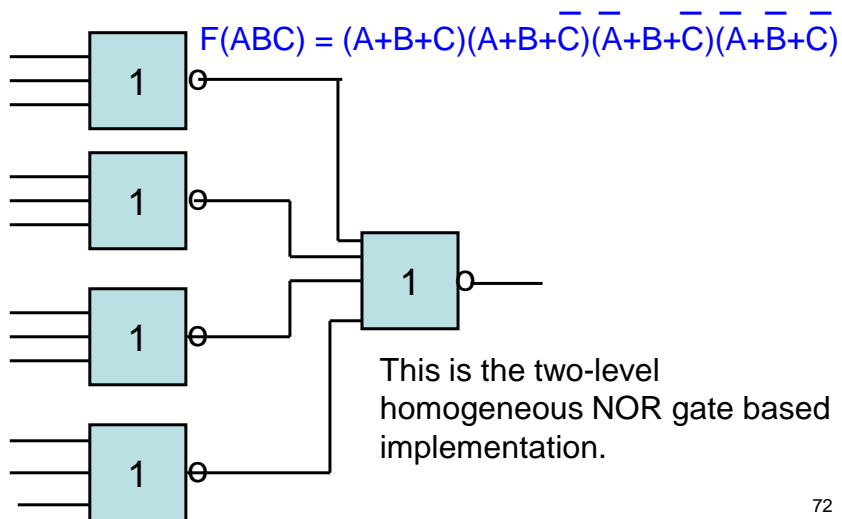 F(ABC) = (A+B+C)(A+B+C̅)(A̅+B+C̅)(A̅+B̅+C̅)
1
1
1
1
1
This is the two-level
homogeneous NOR gate based
implementation.
72